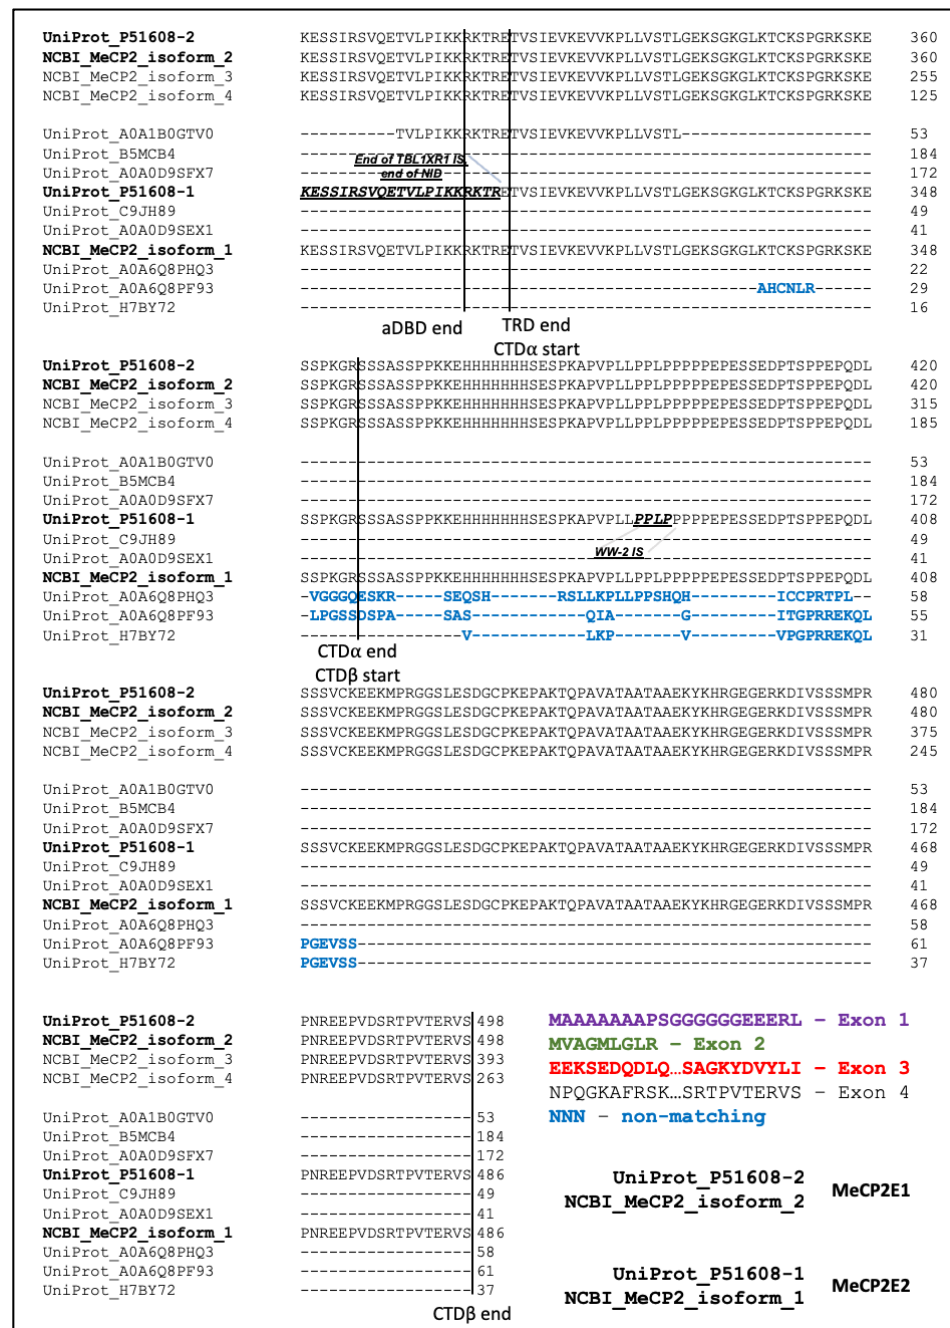 UniProt_P51608-2 KESSIRSVQETVLPIKKRKTRETVSIEVKEVVKPLLVSTLGEKSGKGLKTCKSPGRKSKE 360
NCBI_MeCP2_isoform_2 KESSIRSVQETVLPIKKRKTRETVSIEVKEVVKPLLVSTLGEKSGKGLKTCKSPGRKSKE 360
NCBI_MeCP2_isoform_3 KESSIRSVQETVLPIKKRKTRETVSIEVKEVVKPLLVSTLGEKSGKGLKTCKSPGRKSKE 255
NCBI_MeCP2_isoform_4 KESSIRSVQETVLPIKKRKTRETVSIEVKEVVKPLLVSTLGEKSGKGLKTCKSPGRKSKE 125
UniProt_A0A1B0GTV0 ----------TVLPIKKRKTRETVSIEVKEVVKPLLVSTL-------------------- 53
UniProt_B5MCB4 ------------------------------------------------------------ 184
End of TBL1XR1 IS
UniProt_A0A0D9SFX7 ------------------------------------------------------------ 172
end of NID
UniProt_P51608-1 KESSIRSVQETVLPIKKRKTRETVSIEVKEVVKPLLVSTLGEKSGKGLKTCKSPGRKSKE 348
UniProt_C9JH89 ------------------------------------------------------------ 49
UniProt_A0A0D9SEX1 ------------------------------------------------------------ 41
NCBI_MeCP2_isoform_1 KESSIRSVQETVLPIKKRKTRETVSIEVKEVVKPLLVSTLGEKSGKGLKTCKSPGRKSKE 348
UniProt_A0A6Q8PHQ3 ------------------------------------------------------------ 22
UniProt_A0A6Q8PF93 ------------------------------------------------AHCNLR------ 29
UniProt_H7BY72 ------------------------------------------------------------ 16
aDBD end TRD end
CTDα start
UniProt_P51608-2 SSPKGRSSSASSPPKKEHHHHHHHSESPKAPVPLLPPLPPPPPEPESSEDPTSPPEPQDL 420
NCBI_MeCP2_isoform_2 SSPKGRSSSASSPPKKEHHHHHHHSESPKAPVPLLPPLPPPPPEPESSEDPTSPPEPQDL 420
NCBI_MeCP2_isoform_3 SSPKGRSSSASSPPKKEHHHHHHHSESPKAPVPLLPPLPPPPPEPESSEDPTSPPEPQDL 315
NCBI_MeCP2_isoform_4 SSPKGRSSSASSPPKKEHHHHHHHSESPKAPVPLLPPLPPPPPEPESSEDPTSPPEPQDL 185
UniProt_A0A1B0GTV0 ------------------------------------------------------------ 53
UniProt_B5MCB4 ------------------------------------------------------------ 184
UniProt_A0A0D9SFX7 ------------------------------------------------------------ 172
UniProt_P51608-1 SSPKGRSSSASSPPKKEHHHHHHHSESPKAPVPLLPPLPPPPPEPESSEDPTSPPEPQDL 408
UniProt_C9JH89 ------------------------------------------------------------ 49
UniProt_A0A0D9SEX1 ------------------------------------------------------------ 41
WW-2 IS
NCBI_MeCP2_isoform_1 SSPKGRSSSASSPPKKEHHHHHHHSESPKAPVPLLPPLPPPPPEPESSEDPTSPPEPQDL 408
UniProt_A0A6Q8PHQ3 -VGGGQESKR-----SEQSH-------RSLLKPLLPPSHQH---------ICCPRTPL-- 58
UniProt_A0A6Q8PF93 -LPGSSDSPA-----SAS------------QIA-------G---------ITGPRREKQL 55
UniProt_H7BY72 -----------------V------------LKP-------G---------VPGPRREKQL 31
CTDα end
CTDβ start
UniProt_P51608-2 SSSVCKEEKMPRGGSLESDGCPKEPAKTQPAVATAATAAEKYKHRGEGERKDIVSSSMPR 480
NCBI_MeCP2_isoform_2 SSSVCKEEKMPRGGSLESDGCPKEPAKTQPAVATAATAAEKYKHRGEGERKDIVSSSMPR 480
NCBI_MeCP2_isoform_3 SSSVCKEEKMPRGGSLESDGCPKEPAKTQPAVATAATAAEKYKHRGEGERKDIVSSSMPR 375
NCBI_MeCP2_isoform_4 SSSVCKEEKMPRGGSLESDGCPKEPAKTQPAVATAATAAEKYKHRGEGERKDIVSSSMPR 245
UniProt_A0A1B0GTV0 ------------------------------------------------------------ 53
UniProt_B5MCB4 ------------------------------------------------------------ 184
UniProt_A0A0D9SFX7 ------------------------------------------------------------ 172
UniProt_P51608-1 SSSVCKEEKMPRGGSLESDGCPKEPAKTQPAVATAATAAEKYKHRGEGERKDIVSSSMPR 468
UniProt_C9JH89 ------------------------------------------------------------ 49
UniProt_A0A0D9SEX1 ------------------------------------------------------------ 41
NCBI_MeCP2_isoform_1 SSSVCKEEKMPRGGSLESDGCPKEPAKTQPAVATAATAAEKYKHRGEGERKDIVSSSMPR 468
UniProt_A0A6Q8PHQ3 ------------------------------------------------------------ 58
UniProt_A0A6Q8PF93 PGEVSS------------------------------------------------------ 61
UniProt_H7BY72 PGEVSS------------------------------------------------------ 37
UniProt_P51608-2 PNREEPVDSRTPVTERVS 498
NCBI_MeCP2_isoform_2 PNREEPVDSRTPVTERVS 498
NCBI_MeCP2_isoform_3 PNREEPVDSRTPVTERVS 393
NCBI_MeCP2_isoform_4 PNREEPVDSRTPVTERVS 263
UniProt_A0A1B0GTV0 ------------------ 53
UniProt_B5MCB4 ------------------ 184
UniProt_A0A0D9SFX7 ------------------ 172
UniProt_P51608-1 PNREEPVDSRTPVTERVS 486
UniProt_C9JH89 ------------------ 49
UniProt_A0A0D9SEX1 ------------------ 41
NCBI_MeCP2_isoform_1 PNREEPVDSRTPVTERVS 486
UniProt_A0A6Q8PHQ3 ------------------ 58
UniProt_A0A6Q8PF93 ------------------ 61
UniProt_H7BY72 ------------------ 37
CTDβ end
MAAAAAAAPSGGGGGGEEERL – Exon 1
MVAGMLGLR – Exon 2
EEKSEDQDLQ…SAGKYDVYLI – Exon 3
NPQGKAFRSK…SRTPVTERVS – Exon 4
NNN – non-matching
UniProt_P51608-2
NCBI_MeCP2_isoform_2
MeCP2E1
UniProt_P51608-1
NCBI_MeCP2_isoform_1
MeCP2E2